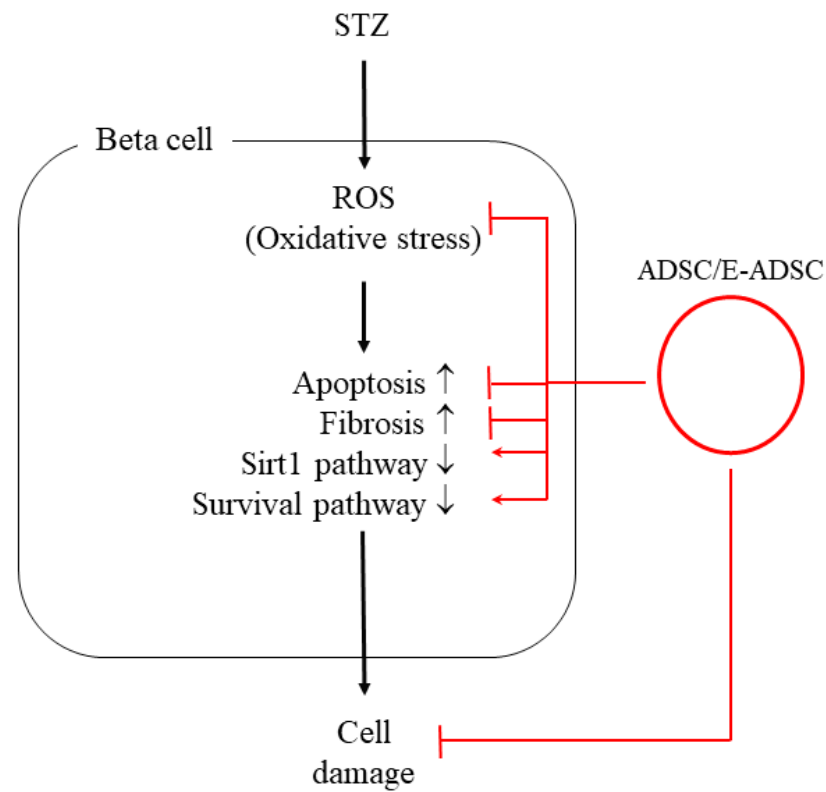 STZ
Beta cell
ROS
(Oxidative stress)
ADSC/E-ADSC
Apoptosis ↑
Fibrosis ↑
Sirt1 pathway ↓
Survival pathway ↓
Cell
damage